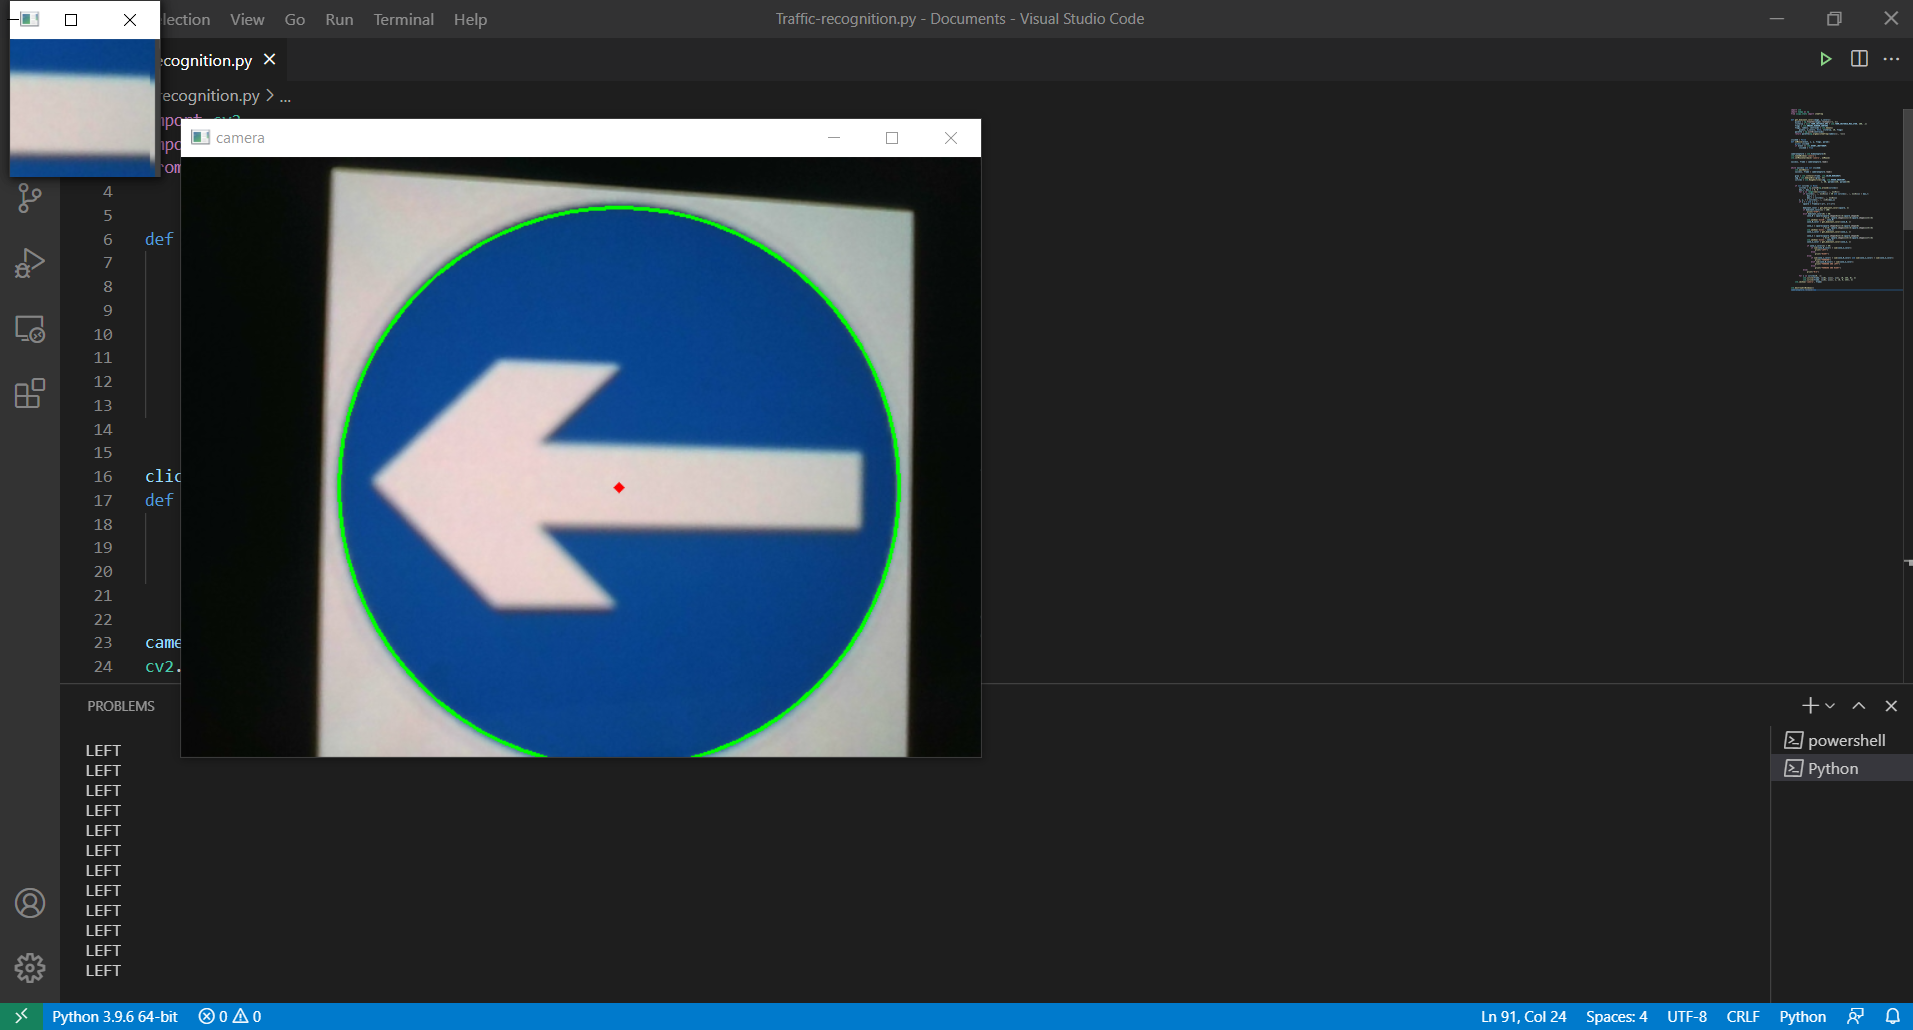 lection View Go Run Terminal Help
Traffic-recognition.py - Documents - Visual Studio Code
ecognition.py
recognition.py > ...
camera
mport cv2
mpo
rom
4
5
6 def
7
8
9
10
11
12
13
14
15
16 clic
17 def
18
19
20
21
22
23 came
24 cv2.
PROBLEMS
powershell
Python
LEFT
LEFT
LEFT
LEFT
LEFT
LEFT
LEFT
LEFT
LEFT
LEFT
LEFT
LEFT
Python 3.9.6 64-bit 0 0
Ln 91, Col 24 Spaces: 4 UTF-8 CRLF Python